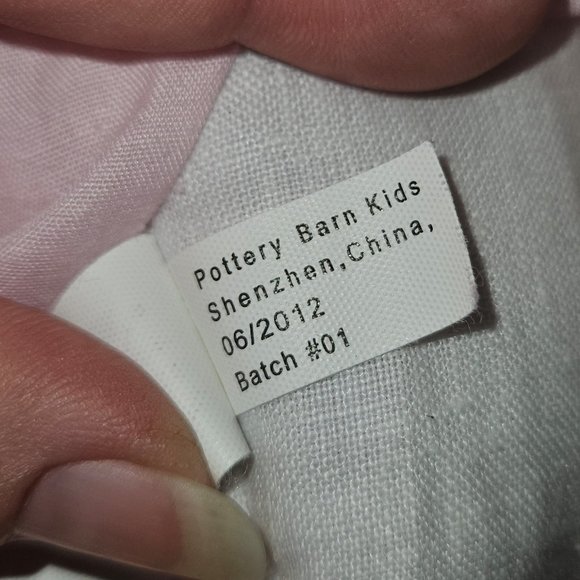 Pottery Barn Kids
Shenzhen,China,
06/2012
Batch #01